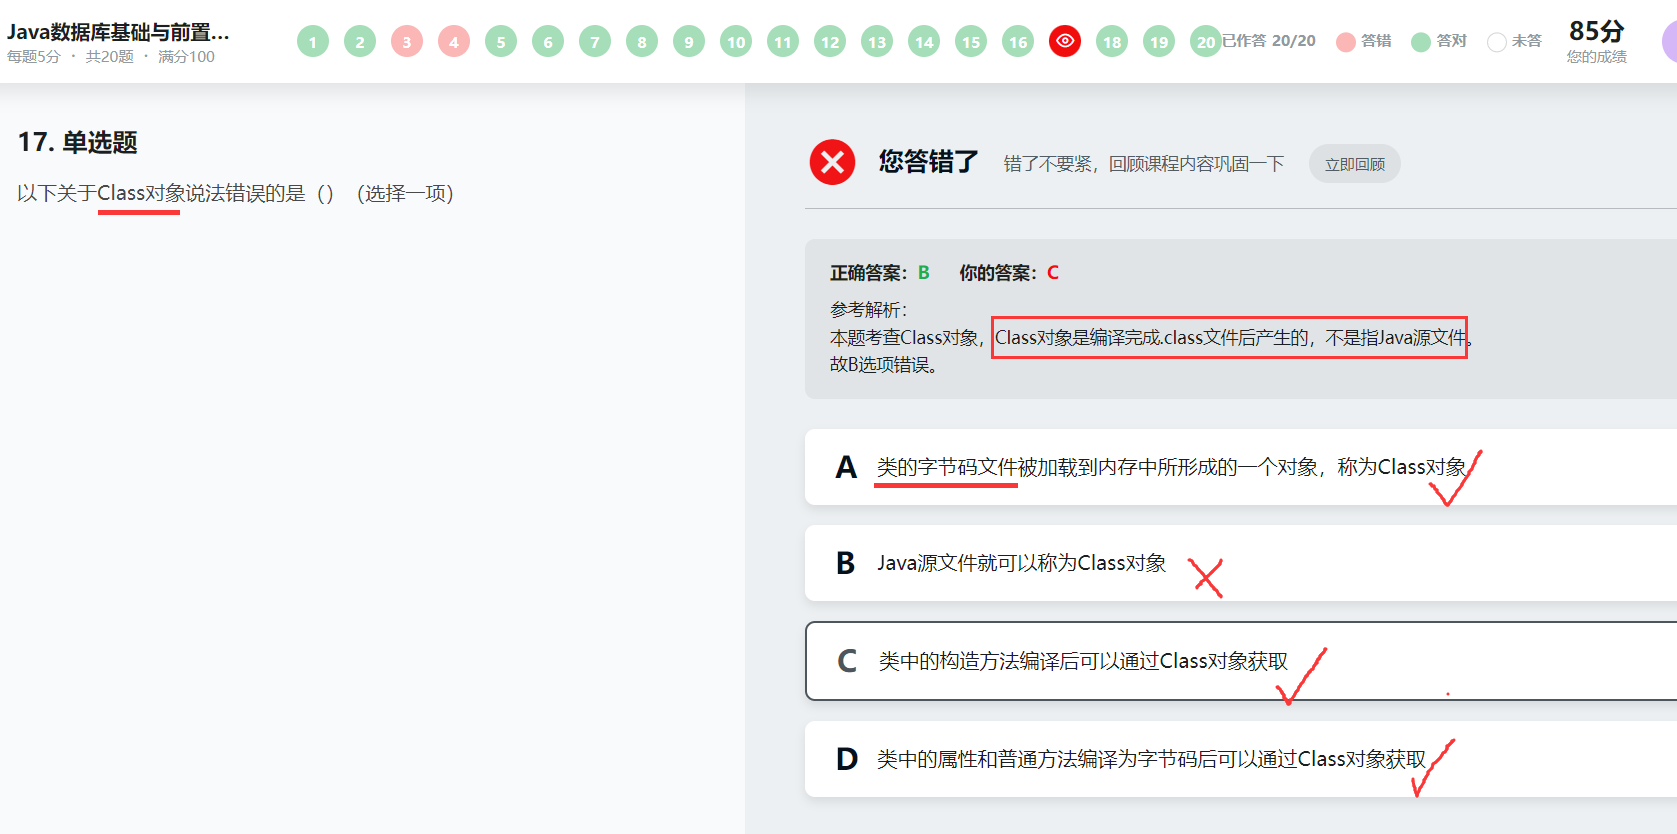 Java数据库基础与前置...
每题5分 · 共20题 · 满分100
1 2 3 4 5 6 7 8 9 10 11 12 13 14 15 16 18 19 20
已作答 20/20 答错 答对 未答
85分
您的成绩
17. 单选题
以下关于Class对象说法错误的是（）（选择一项）
您答错了 错了不要紧，回顾课程内容巩固一下 立即回顾
正确答案：B 你的答案：C
参考解析：
本题考查Class对象，Class对象是编译完成.class文件后产生的，不是指Java源文件。
故B选项错误。
A 类的字节码文件被加载到内存中所形成的一个对象，称为Class对象
B Java源文件就可以称为Class对象
C 类中的构造方法编译后可以通过Class对象获取
D 类中的属性和普通方法编译为字节码后可以通过Class对象获取